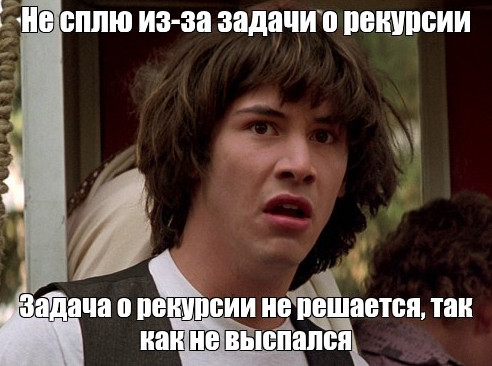 Не сплю из-за задачи о рекурсии
Задача о рекурсии не решается, так
как не выспался